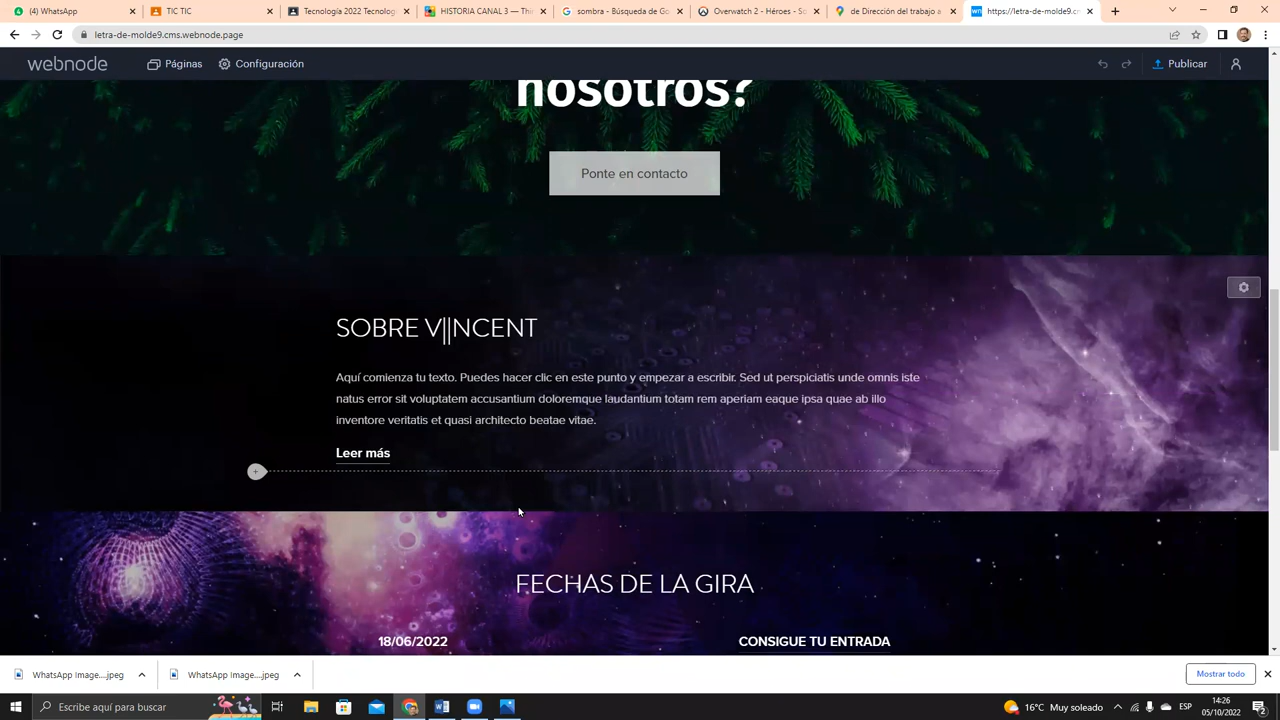 (4) WhatsApp
TIC TIC
Tecnología 2022 Tecnologí
HISTORIA CANAL 3 — Thi
sombra - Búsqueda de Go
Overwatch 2 - Héroes - So
de Dirección del trabajo a
https://letra-de-molde9.cm
letra-de-molde9.cms.webnode.page
webnode
Páginas
Configuración
Publicar
nosotros?
Ponte en contacto
SOBRE V||NCENT
Aquí comienza tu texto. Puedes hacer clic en este punto y empezar a escribir. Sed ut perspiciatis unde omnis iste
natus error sit voluptatem accusantium doloremque laudantium totam rem aperiam eaque ipsa quae ab illo
inventore veritatis et quasi architecto beatae vitae.
Leer más
FECHAS DE LA GIRA
18/06/2022
CONSIGUE TU ENTRADA
WhatsApp Image....jpeg
WhatsApp Image....jpeg
Mostrar todo
Escribe aquí para buscar
16°C Muy soleado
ESP
14:26
05/10/2022
2